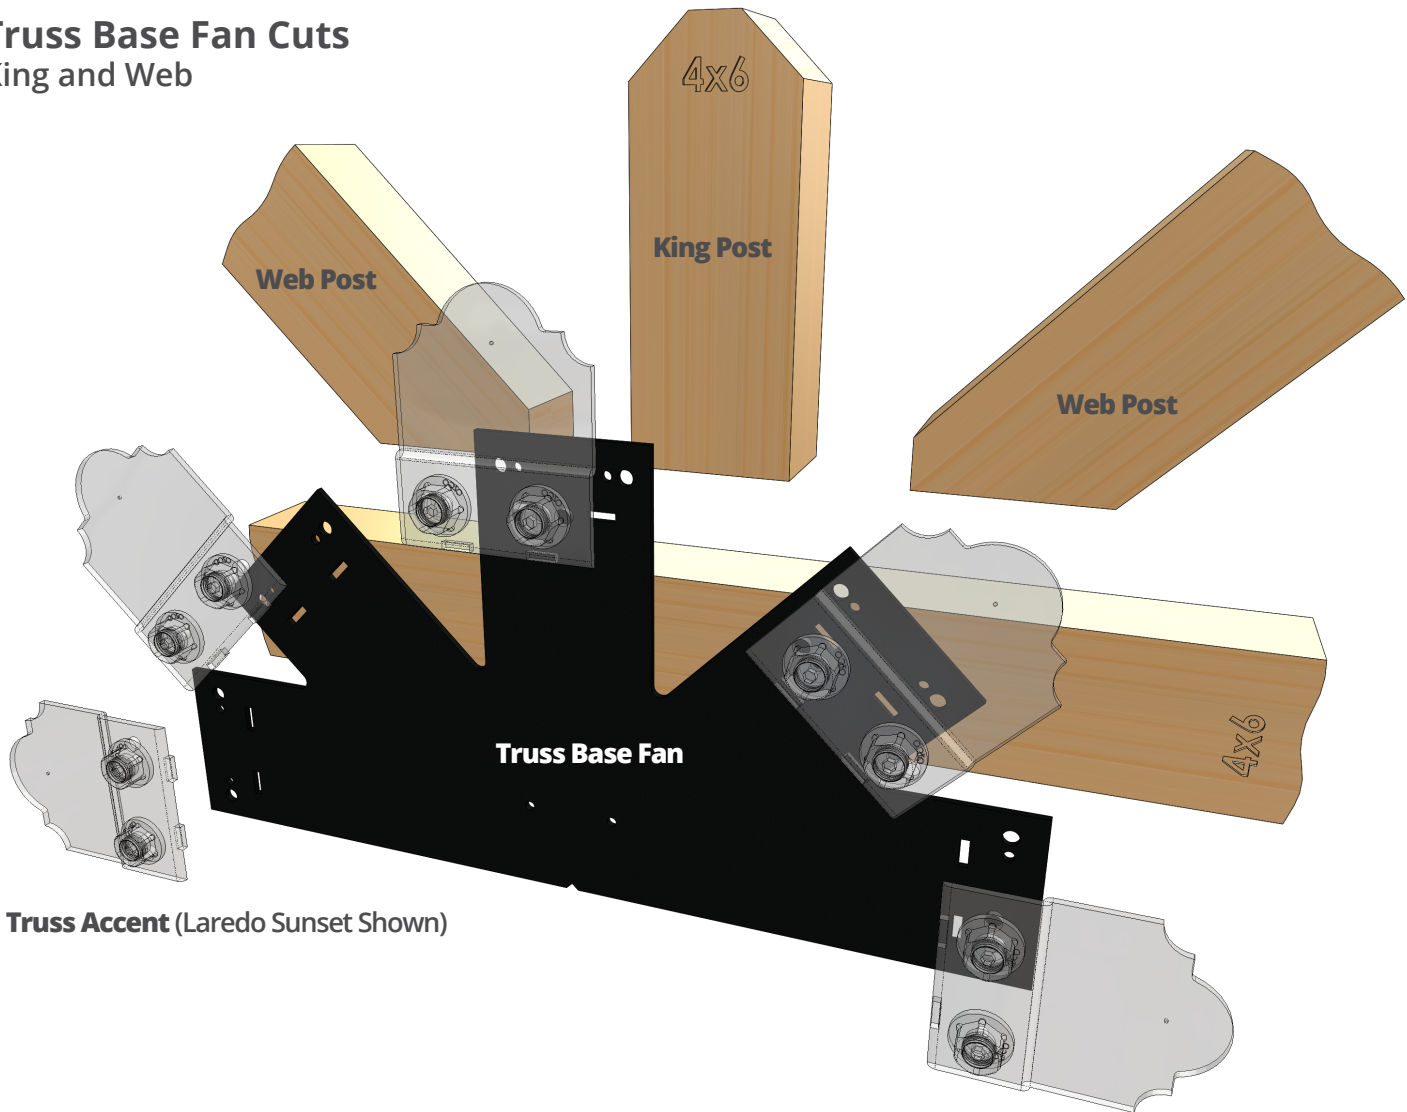 Truss Base Fan Cuts
King and Web
4x6
King Post
Web Post
Web Post
4x6
Truss Base Fan
Truss Accent (Laredo Sunset Shown)